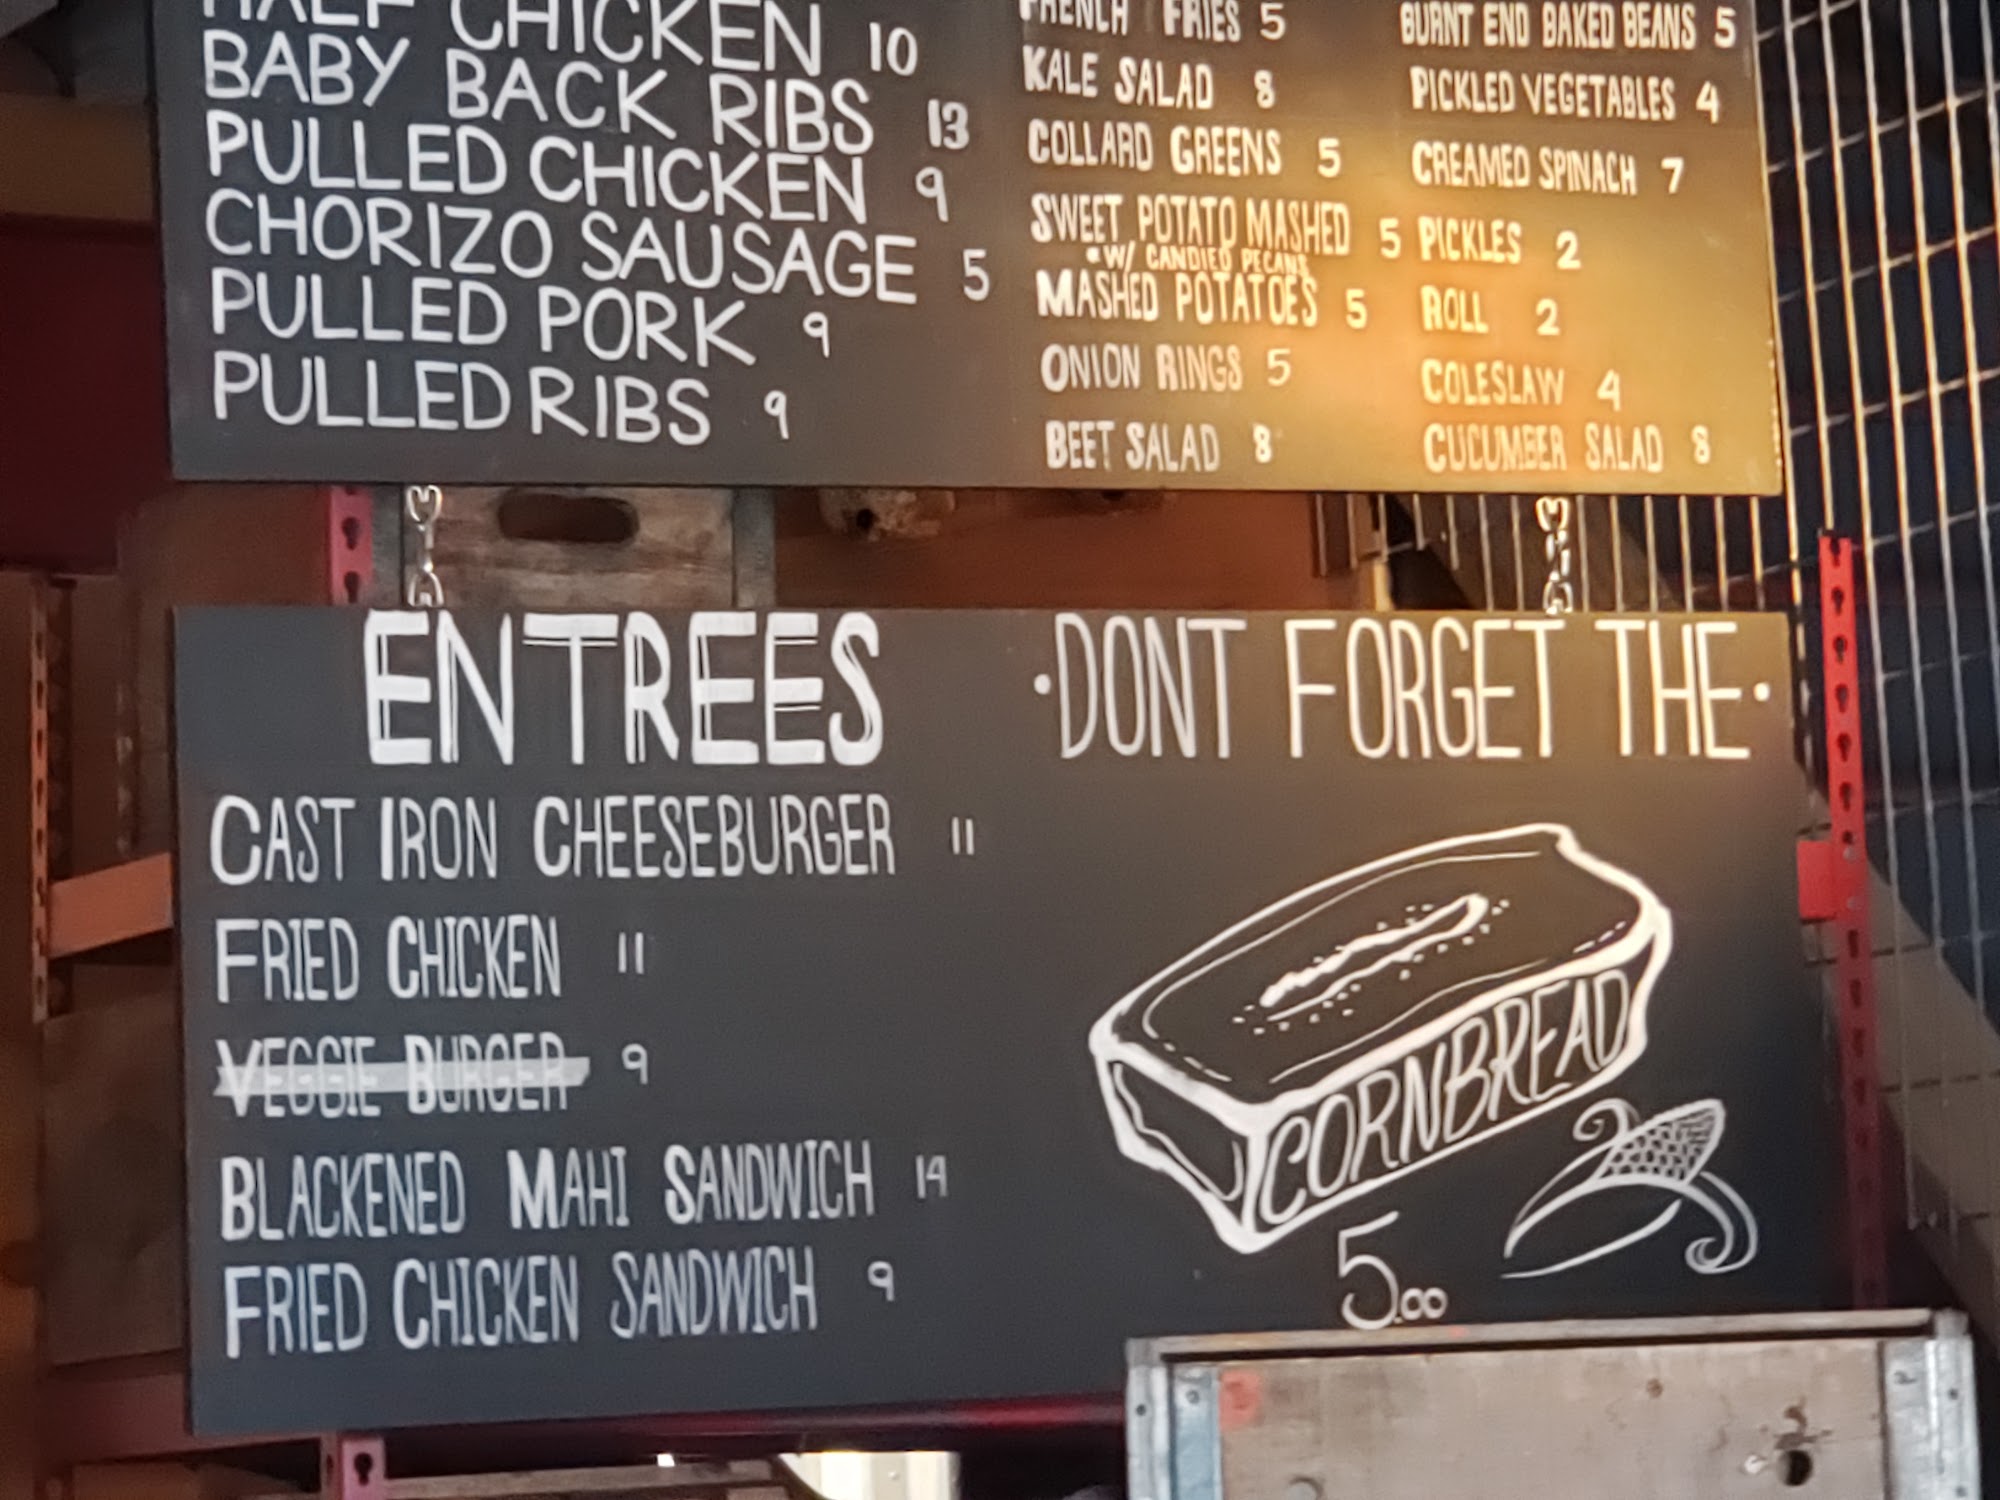 HALF CHICKEN 10
BABY BACK RIBS 13
PULLED CHICKEN 9
CHORIZO SAUSAGE 5
PULLED PORK 9
PULLED RIBS 9
FRENCH FRIES 5
KALE SALAD 8
COLLARD GREENS 5
SWEET POTATO MASHED 5
*W/ CANDIED PECANS
MASHED POTATOES 5
ONION RINGS 5
BEET SALAD 8
BURNT END BAKED BEANS 5
PICKLED VEGETABLES 4
CREAMED SPINACH 7
PICKLES 2
ROLL 2
COLESLAW 4
CUCUMBER SALAD 8
ENTREES
CAST IRON CHEESEBURGER 11
FRIED CHICKEN 11
VEGGIE BURGER 9
BLACKENED MAHI SANDWICH 14
FRIED CHICKEN SANDWICH 9
·DONT FORGET THE·
CORNBREAD
5.00